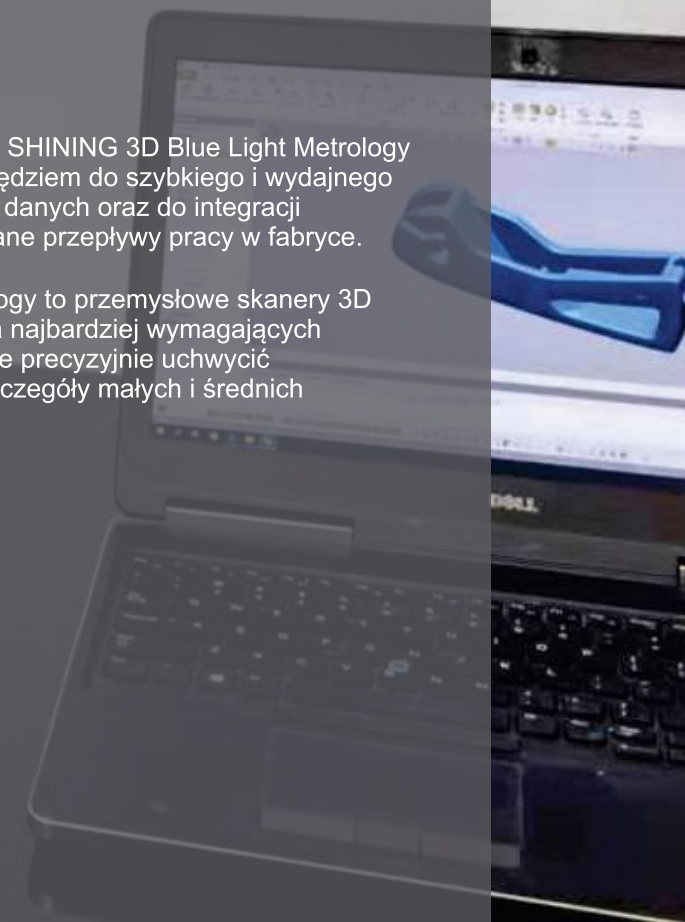 SHINING 3D Blue Light Metrology
ędziem do szybkiego i wydajnego
danych oraz do integracji
ane przepływy pracy w fabryce.
ogy to przemysłowe skanery 3D
najbardziej wymagających
e precyzyjnie uchwycić
czegóły małych i średnich
DELL